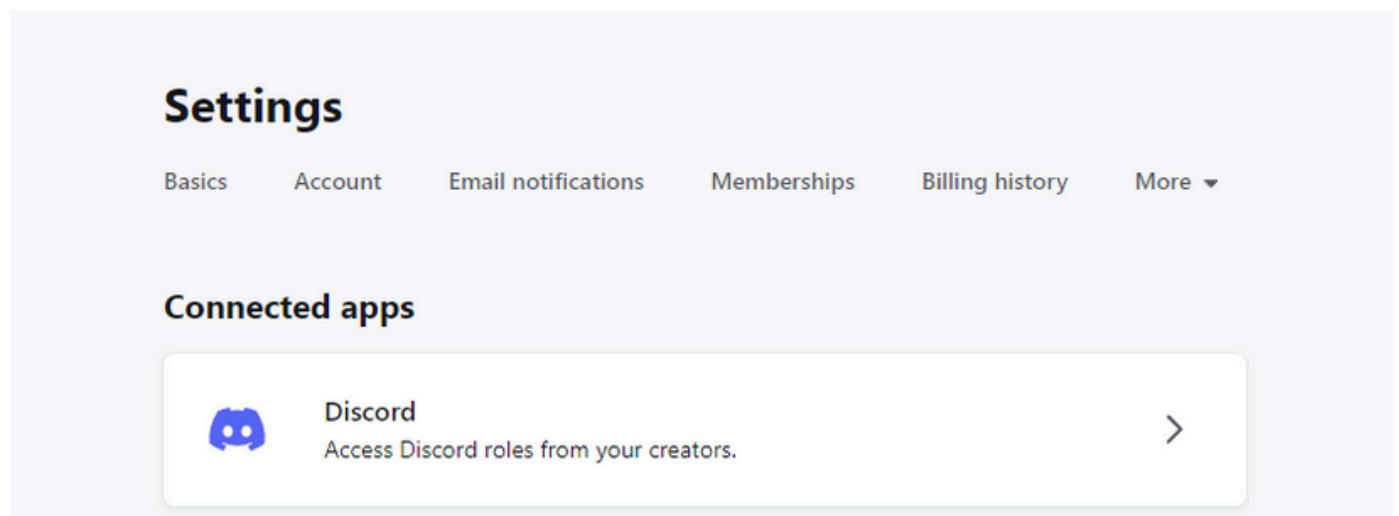 Settings
Basics Account Email notifications Memberships Billing history More
Connected apps
Discord
Access Discord roles from your creators.